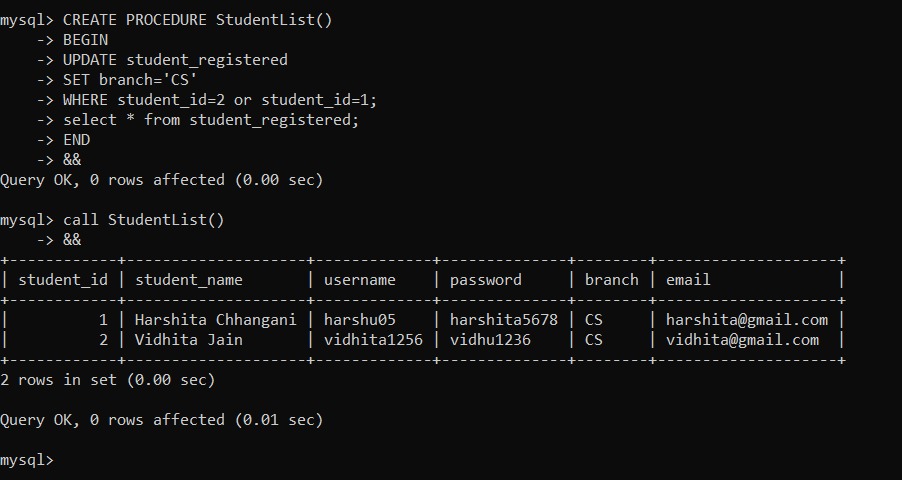 mysql> CREATE PROCEDURE StudentList()
    -> BEGIN
    -> UPDATE student_registered
    -> SET branch='CS'
    -> WHERE student_id=2 or student_id=1;
    -> select * from student_registered;
    -> END
    -> &&
Query OK, 0 rows affected (0.00 sec)

mysql> call StudentList()
    -> &&
+------------+--------------------+-------------+--------------+--------+--------------------+
| student_id | student_name       | username    | password     | branch | email              |
+------------+--------------------+-------------+--------------+--------+--------------------+
|          1 | Harshita Chhangani | harshu05    | harshita5678 | CS     | harshita@gmail.com |
|          2 | Vidhita Jain       | vidhita1256 | vidhu1236    | CS     | vidhita@gmail.com  |
+------------+--------------------+-------------+--------------+--------+--------------------+
2 rows in set (0.00 sec)

Query OK, 0 rows affected (0.01 sec)

mysql>